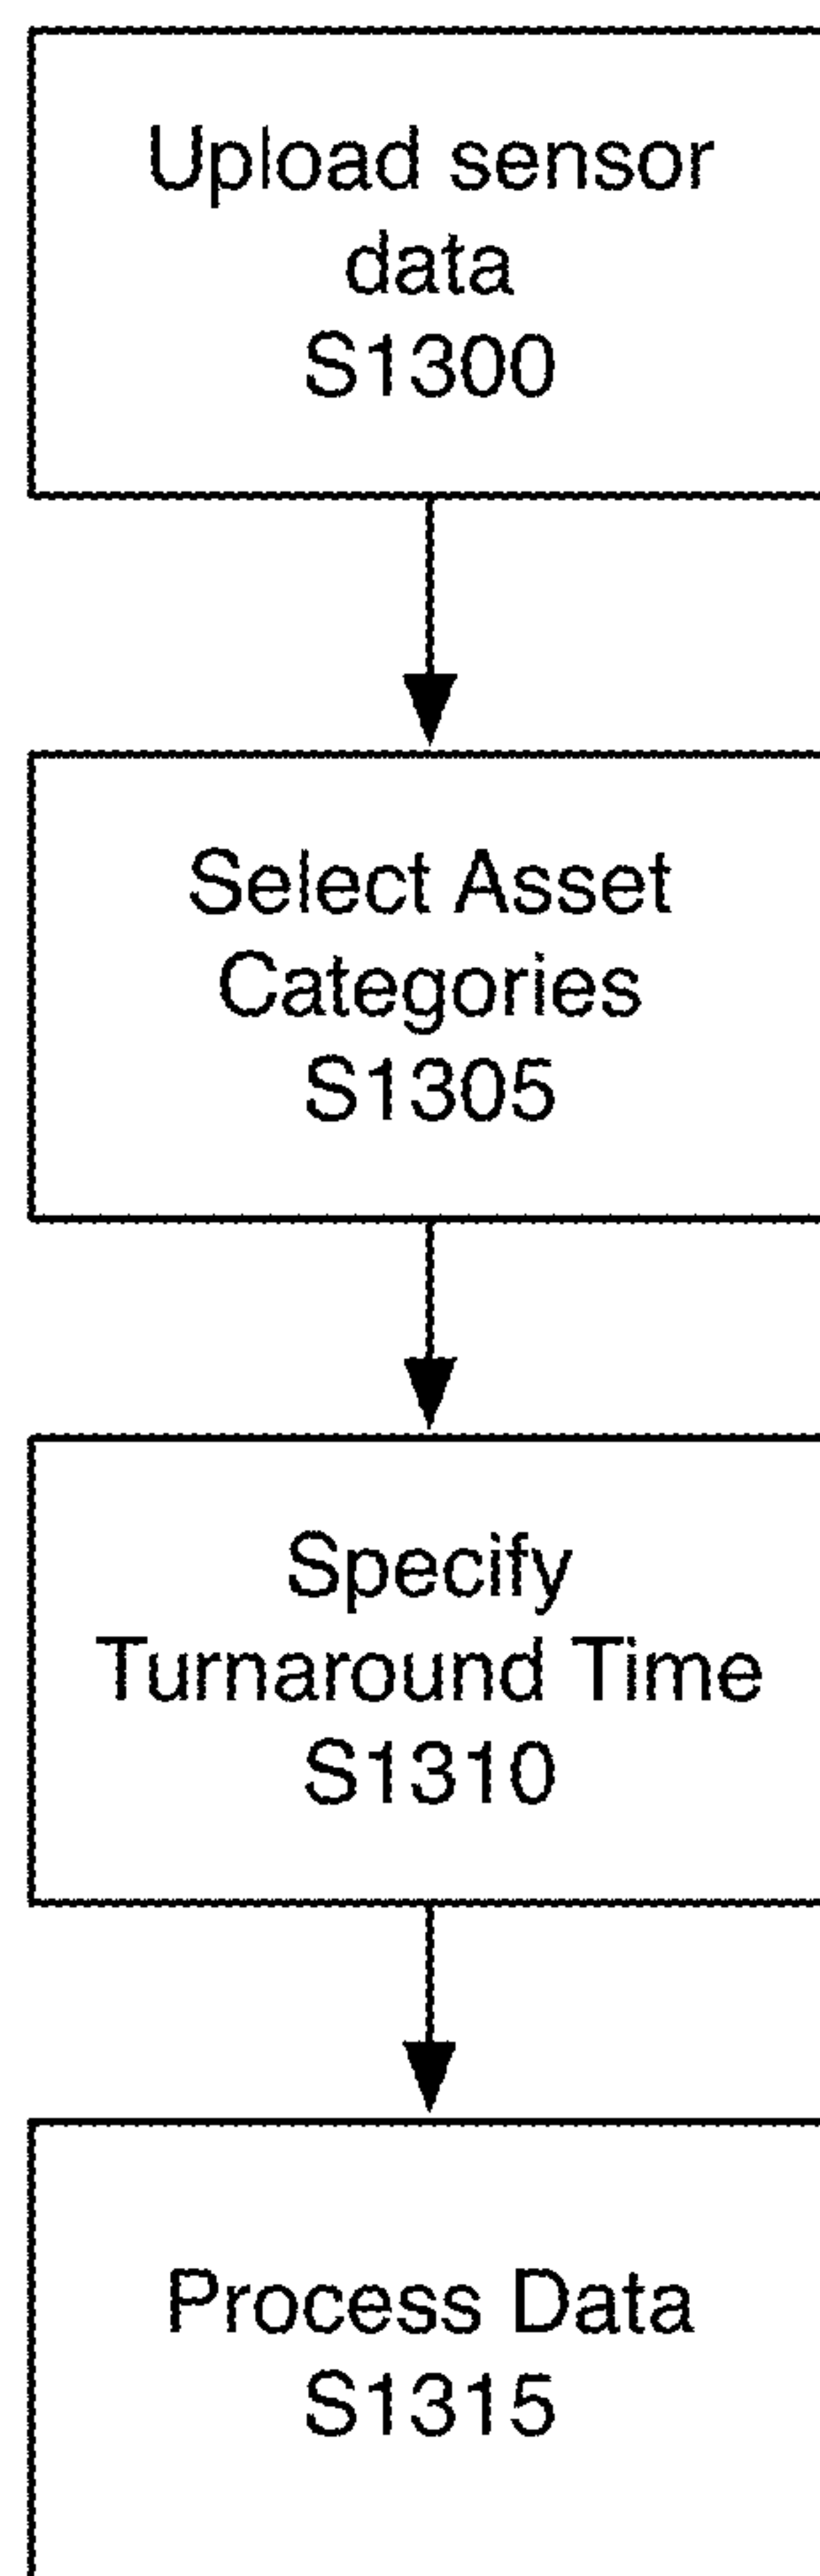 Upload sensor
data
S1300
Select Asset
Categories
S1305
Specify
Turnaround Time
S1310
Process Data
S1315